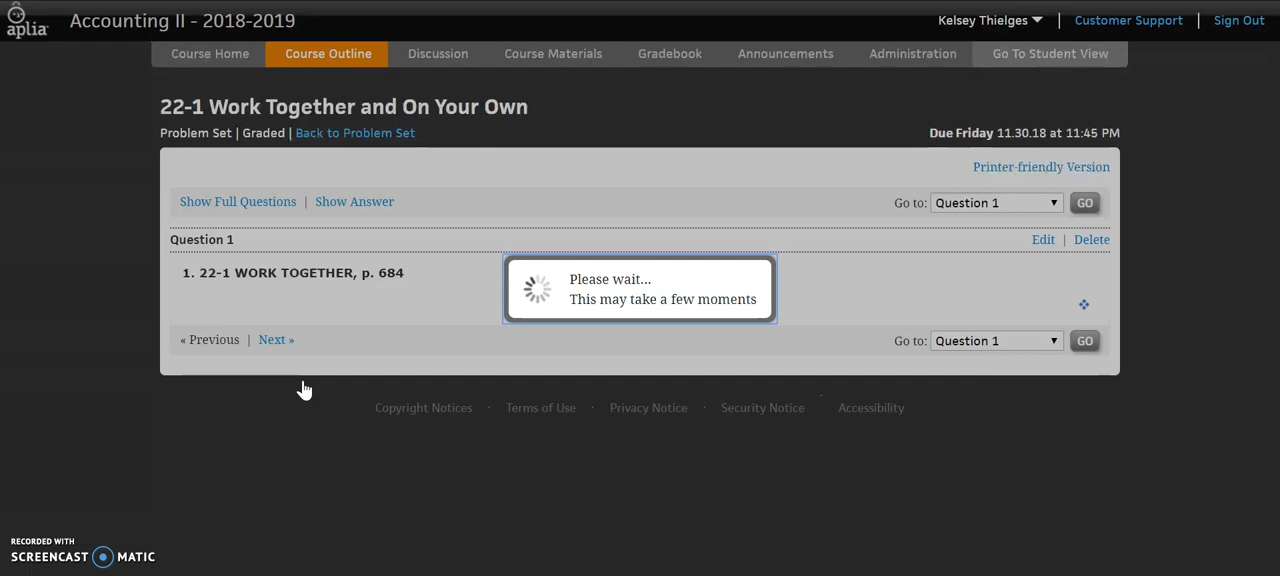 aplia Accounting II - 2018-2019 Kelsey Thielges | Customer Support | Sign Out
Course Home Course Outline Discussion Course Materials Gradebook Announcements Administration Go To Student View
22-1 Work Together and On Your Own
Problem Set | Graded | Back to Problem Set Due Friday 11.30.18 at 11:45 PM
Printer-friendly Version
Show Full Questions | Show Answer Go to: Question 1 GO
Question 1 Edit | Delete
1. 22-1 WORK TOGETHER, p. 684
Please wait...
This may take a few moments
« Previous | Next » Go to: Question 1 GO
Copyright Notices · Terms of Use · Privacy Notice · Security Notice · Accessibility
RECORDED WITH
SCREENCAST MATIC